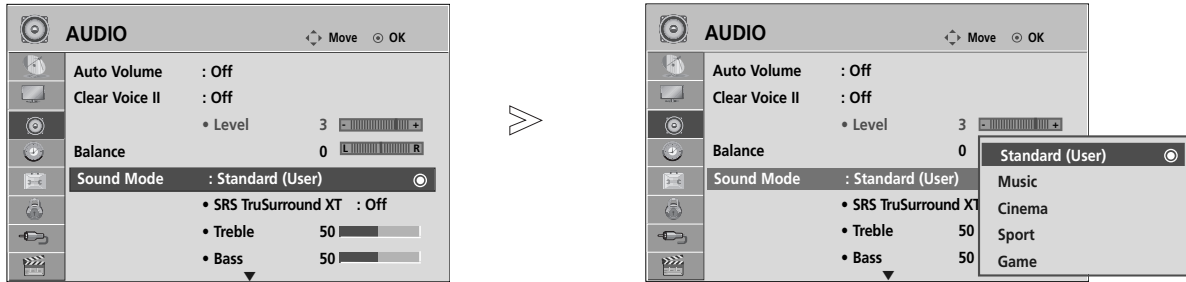 AUDIO Move OK
Auto Volume : Off
Clear Voice II : Off
• Level 3 - +
Balance 0 L R
Sound Mode : Standard (User)
• SRS TruSurround XT : Off
• Treble 50
• Bass 50
AUDIO Move OK
Auto Volume : Off
Clear Voice II : Off
• Level 3 - +
Balance 0
Sound Mode : Standard (User)
• SRS TruSurround XT
• Treble 50
• Bass 50
Standard (User)
Music
Cinema
Sport
Game